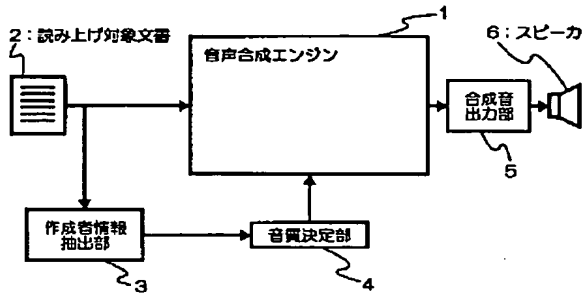 1
2：読み上げ対象文書
音声合成エンジン
6：スピーカ
合成音
出力部
5
作成者情報
抽出部
3
音質決定部
4